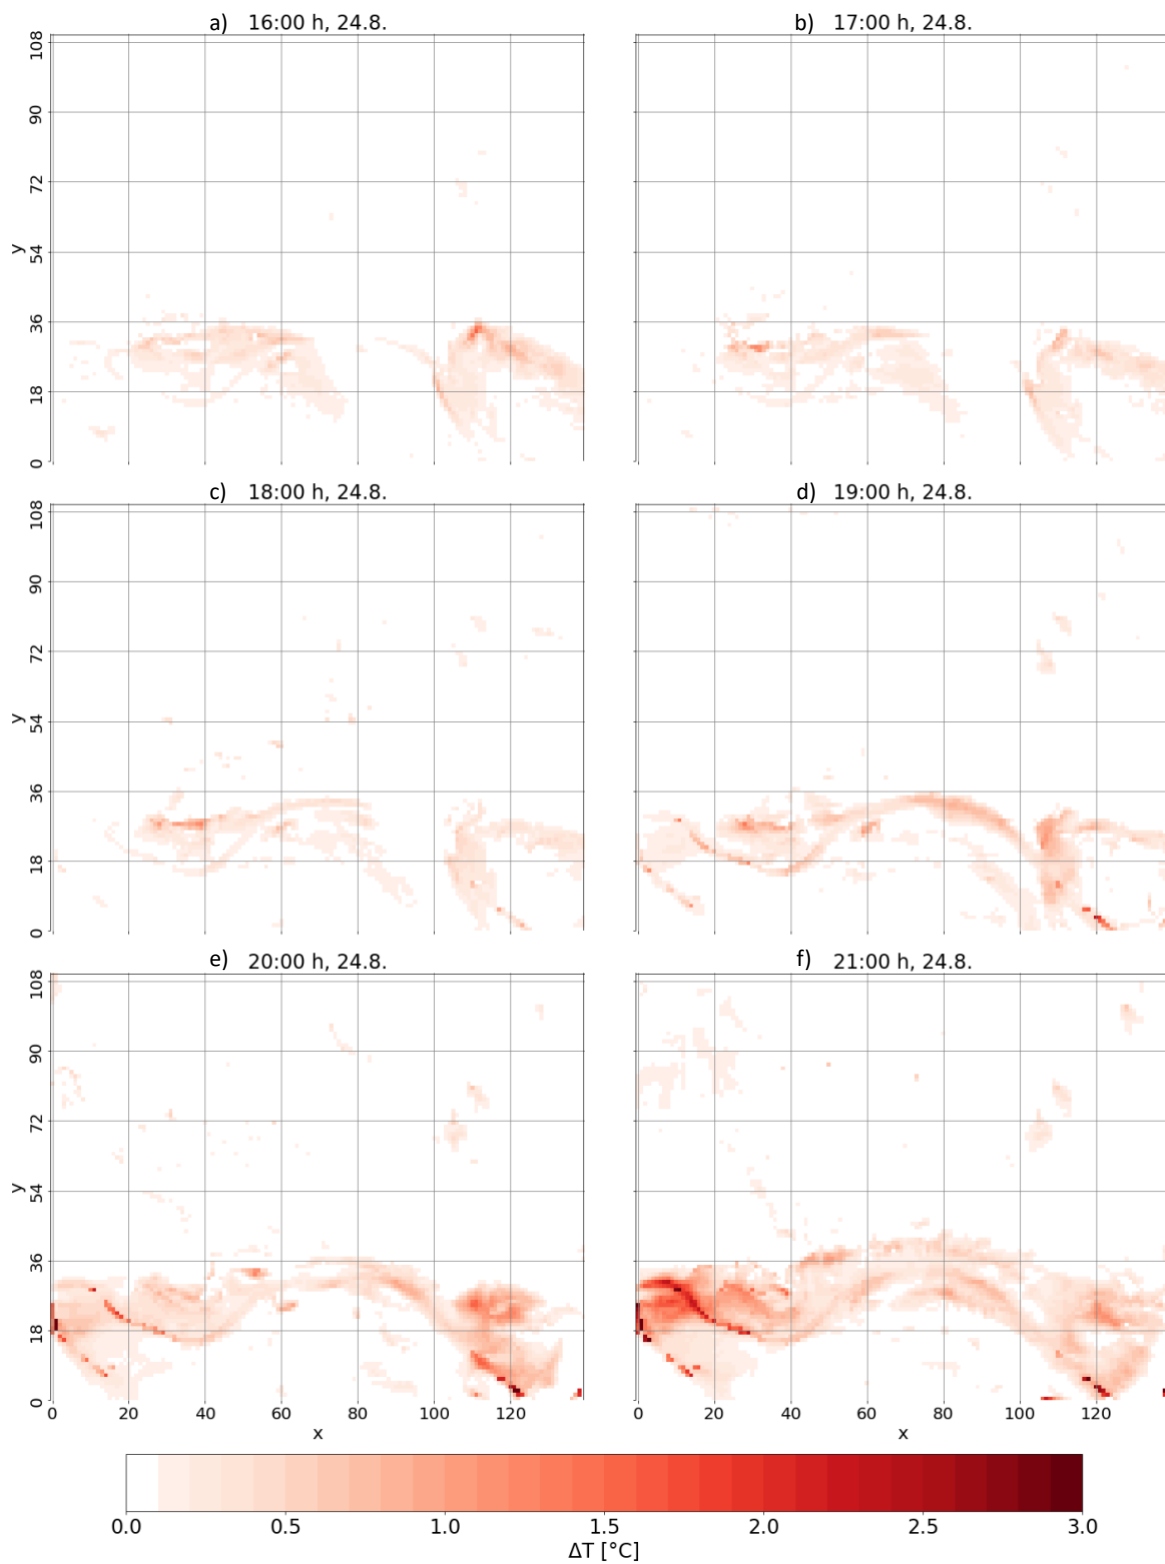 a) 16:00 h, 24.8.
b) 17:00 h, 24.8.
108
90
72
54
36
18
0
y
c) 18:00 h, 24.8.
d) 19:00 h, 24.8.
108
90
72
54
36
18
0
y
e) 20:00 h, 24.8.
f) 21:00 h, 24.8.
108
90
72
54
36
18
0
y
0 20 40 60 80 100 120
x
0 20 40 60 80 100 120
x
0.0 0.5 1.0 1.5 2.0 2.5 3.0
ΔT [°C]